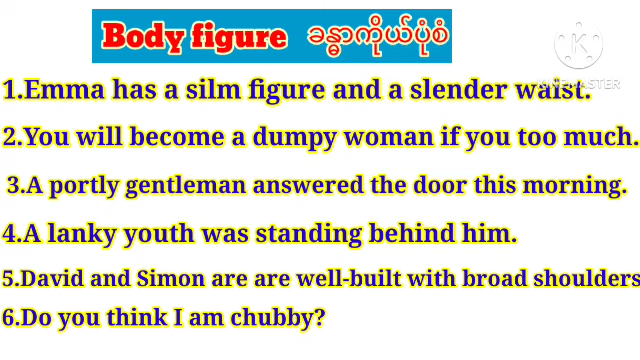 Body figure ခန္ဓာကိုယ်ပုံစံ
K
KINEMASTER
1.Emma has a silm figure and a slender waist.
2.You will become a dumpy woman if you too much.
3.A portly gentleman answered the door this morning.
4.A lanky youth was standing behind him.
5.David and Simon are are well-built with broad shoulders
6.Do you think I am chubby?